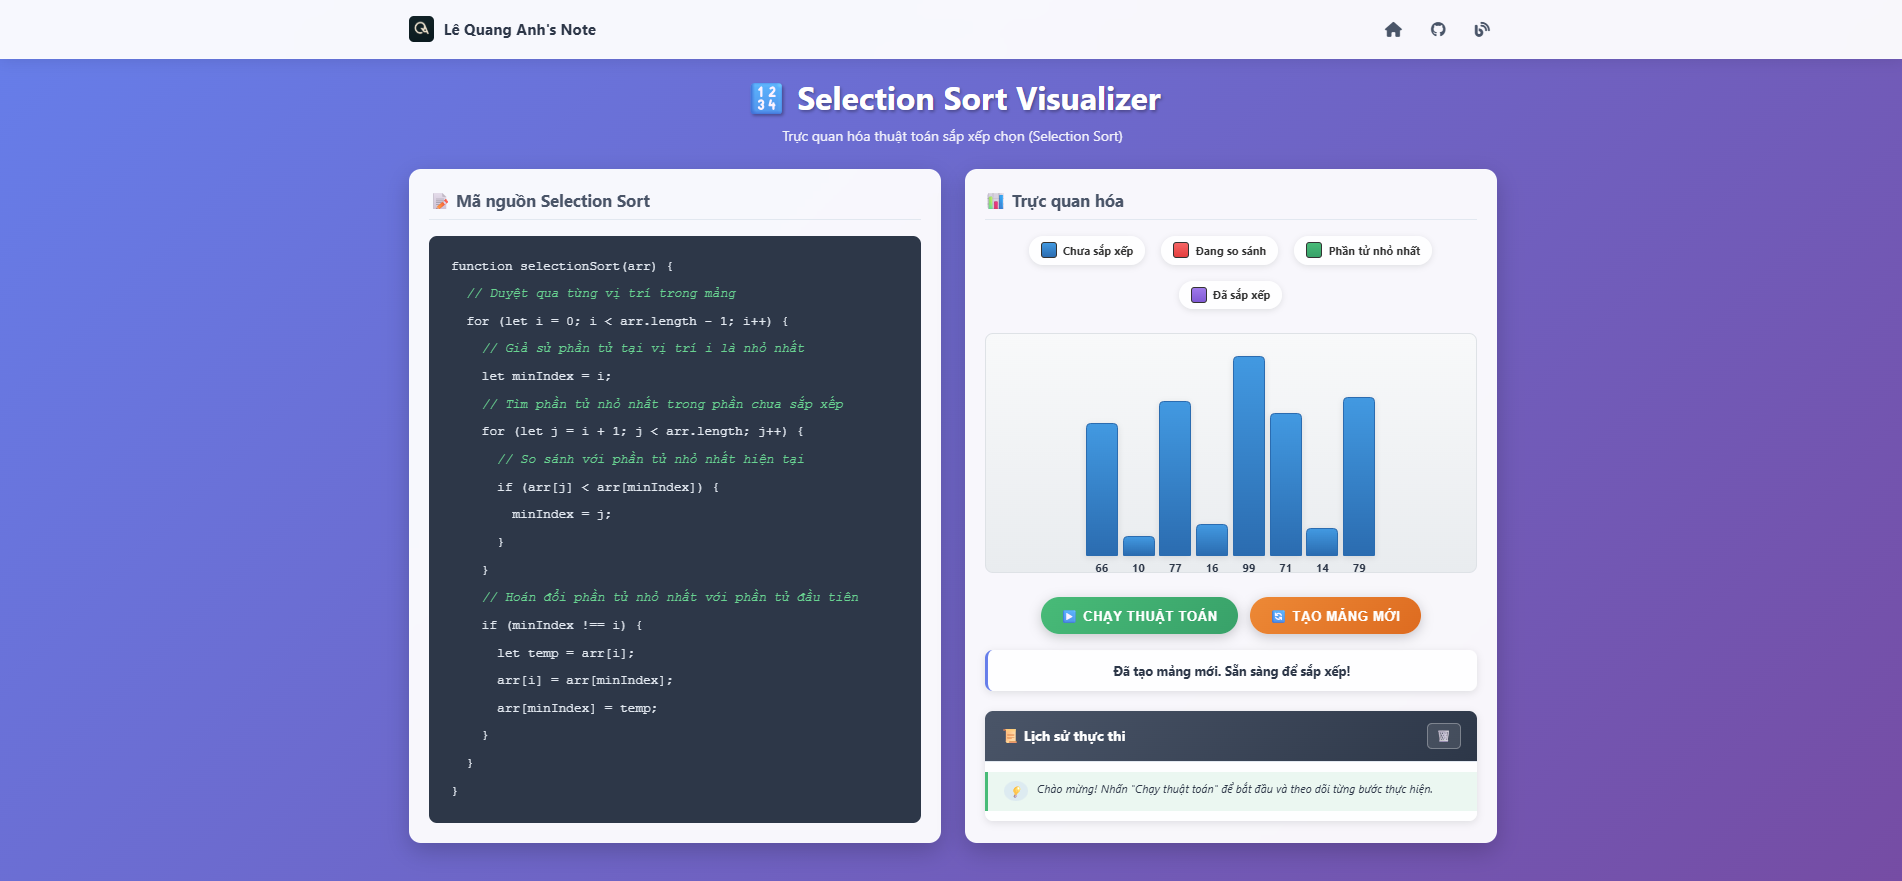 Lê Quang Anh's Note
Selection Sort Visualizer
Trực quan hóa thuật toán sắp xếp chọn (Selection Sort)
Mã nguồn Selection Sort
function selectionSort(arr) {
// Duyệt qua từng vị trí trong mảng
for (let i = 0; i < arr.length - 1; i++) {
// Giả sử phần tử tại vị trí i là nhỏ nhất
let minIndex = i;
// Tìm phần tử nhỏ nhất trong phần chưa sắp xếp
for (let j = i + 1; j < arr.length; j++) {
// So sánh với phần tử nhỏ nhất hiện tại
if (arr[j] < arr[minIndex]) {
minIndex = j;
}
}
// Hoán đổi phần tử nhỏ nhất với phần tử đầu tiên
if (minIndex !== i) {
let temp = arr[i];
arr[i] = arr[minIndex];
arr[minIndex] = temp;
}
}
}
Trực quan hóa
Chưa sắp xếp Đang so sánh Phần tử nhỏ nhất
Đã sắp xếp
66 10 77 16 99 71 14 79
CHẠY THUẬT TOÁN TẠO MẢNG MỚI
Đã tạo mảng mới. Sẵn sàng để sắp xếp!
Lịch sử thực thi
Chào mừng! Nhấn "Chạy thuật toán" để bắt đầu và theo dõi từng bước thực hiện.